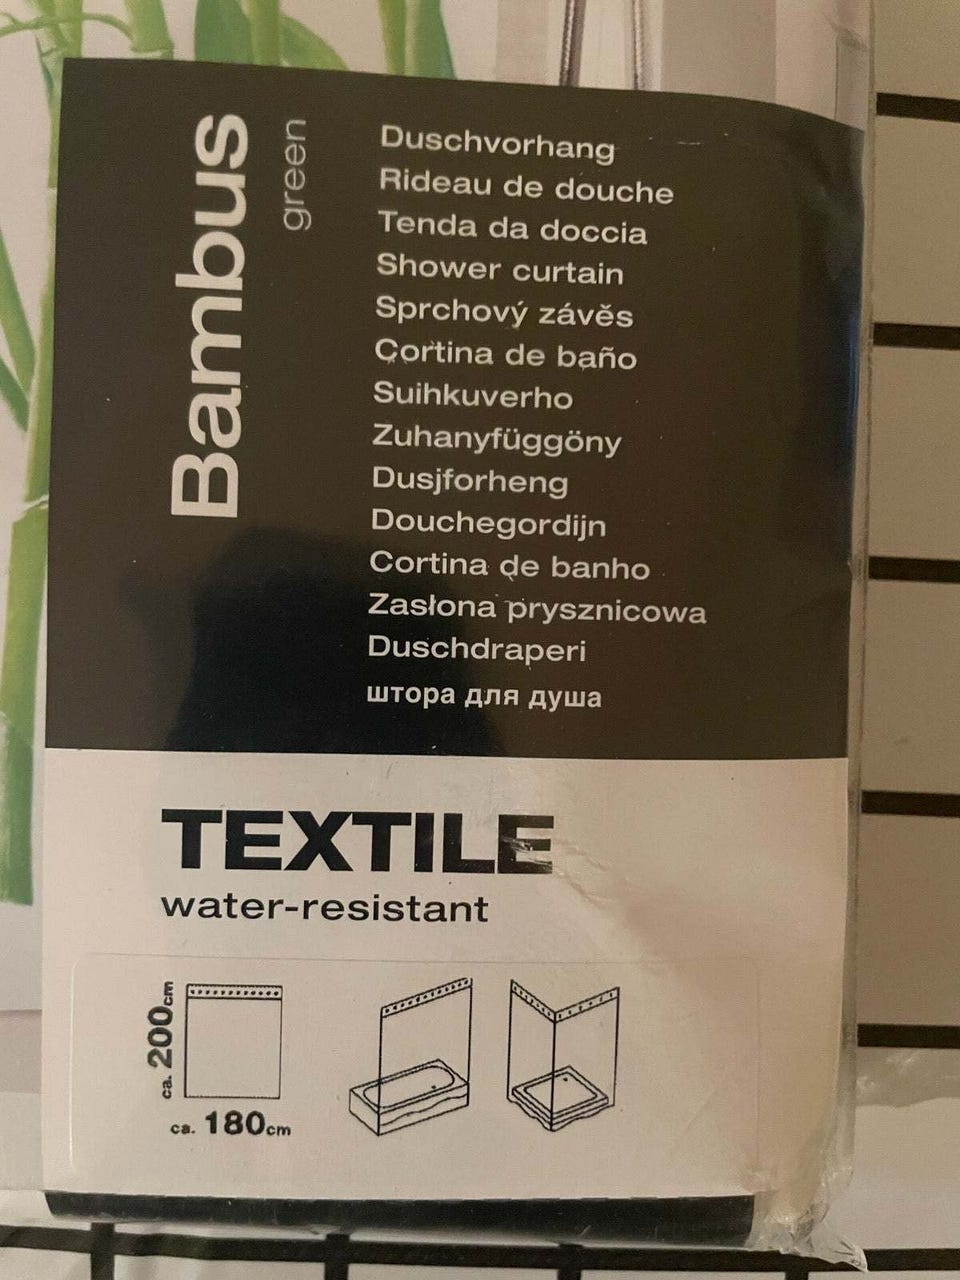 Bambus
green
Duschvorhang
Rideau de douche
Tenda da doccia
Shower curtain
Sprchový závěs
Cortina de baño
Suihkuverho
Zuhanyfüggöny
Dusjforheng
Douchegordijn
Cortina de banho
Zasłona prysznicowa
Duschdraperi
штора для душа
TEXTILE
water-resistant
ca. 200cm
ca. 180cm